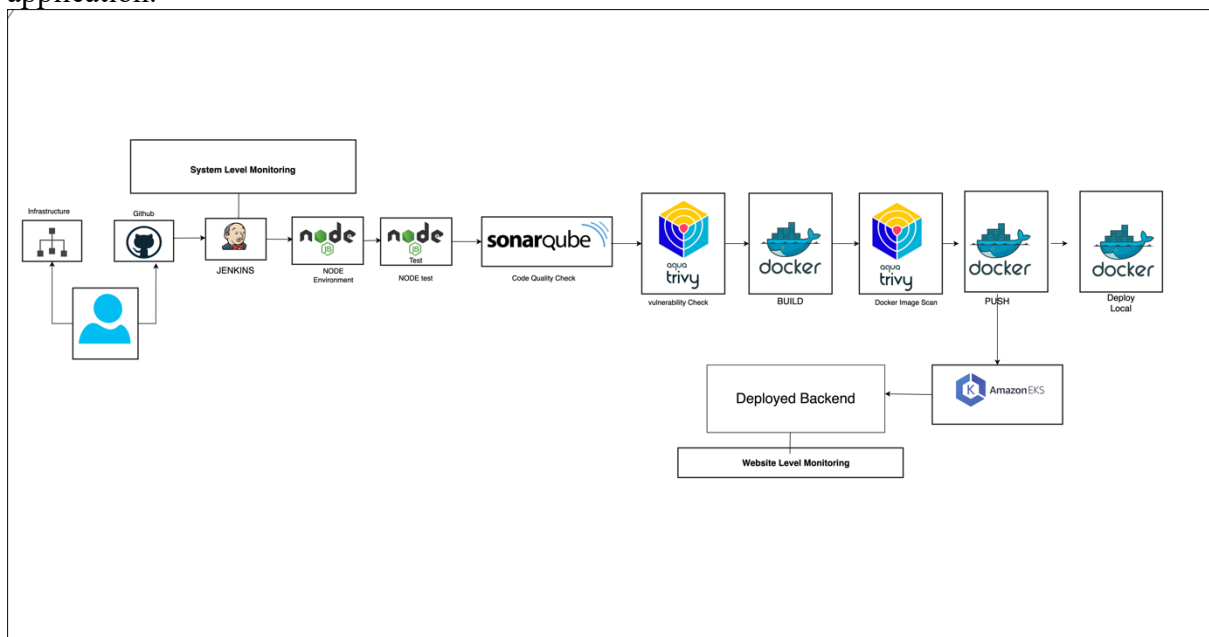 application.
System Level Monitoring
Infrastructure
Github
JENKINS
node
JS
NODE
Environment
node
JS
Test
NODE test
sonarqube
Code Quality Check
aqua
trivy
vulnerability Check
docker
BUILD
aqua
trivy
Docker Image Scan
docker
PUSH
docker
Deploy
Local
Deployed Backend
K
Amazon EKS
Website Level Monitoring